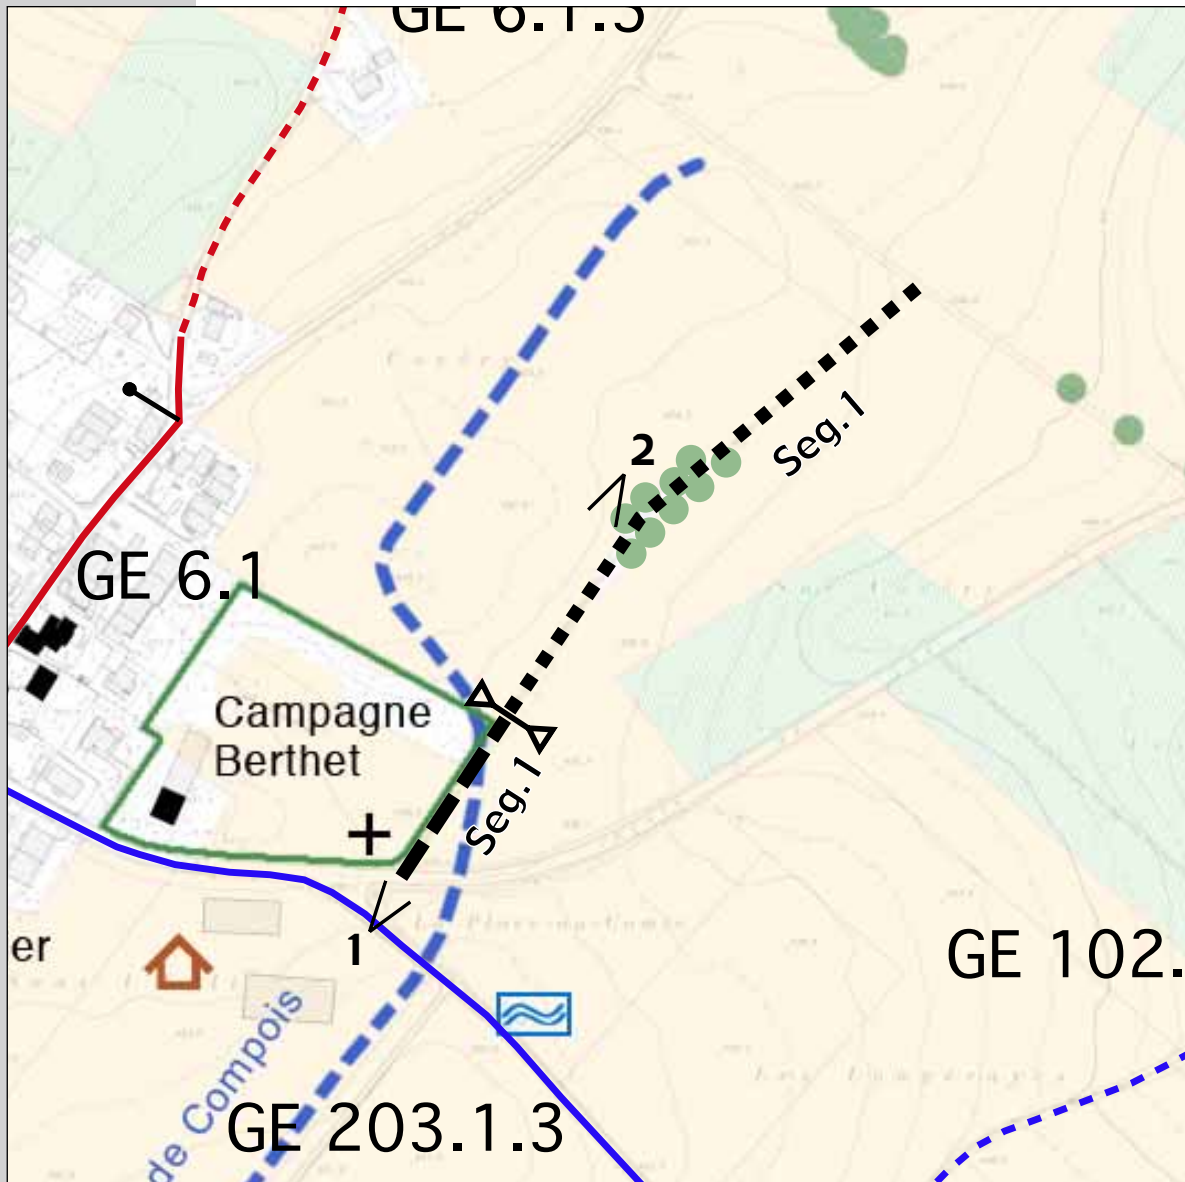 GE 6.1.3
2
Seg. 1
GE 6.1
Campagne
Berthet
Seg. 1
1
er
GE 102.
de Compois
GE 203.1.3